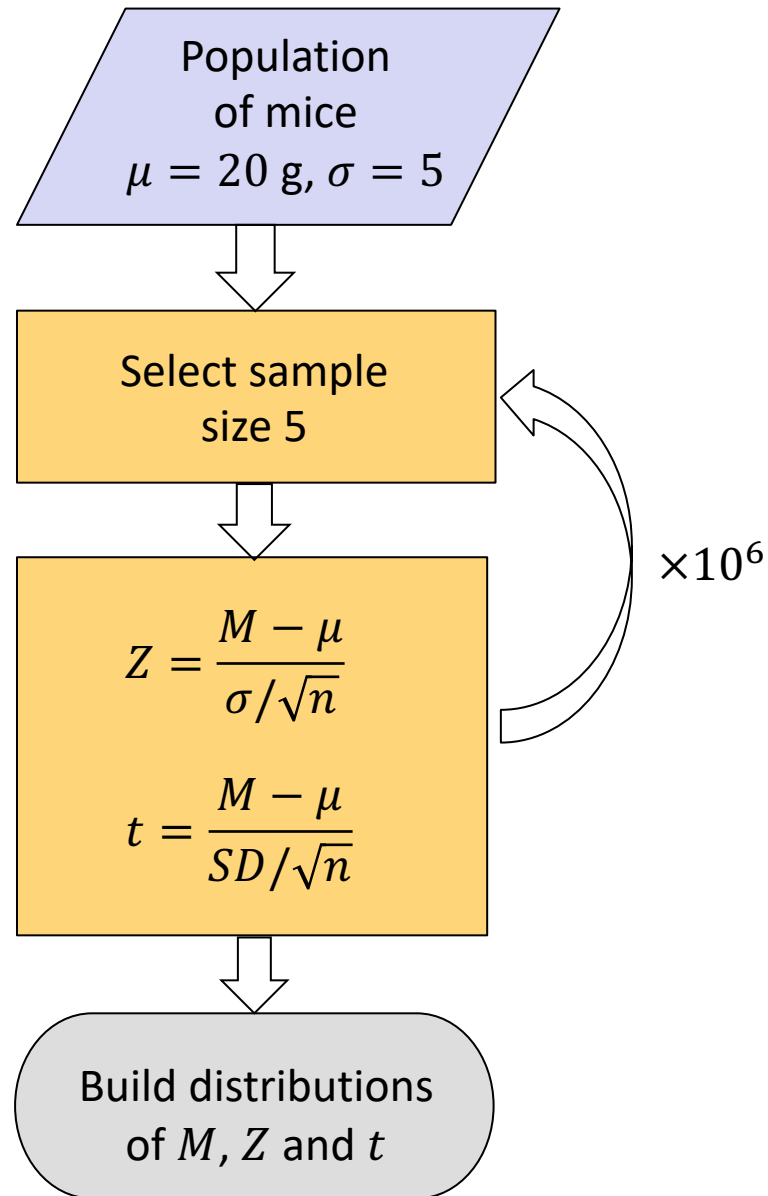 Population
of mice
μ = 20 g, σ = 5
Select sample
size 5
Z = (M − μ) / (σ/√n)
t = (M − μ) / (SD/√n)
×10⁶
Build distributions
of M, Z and t